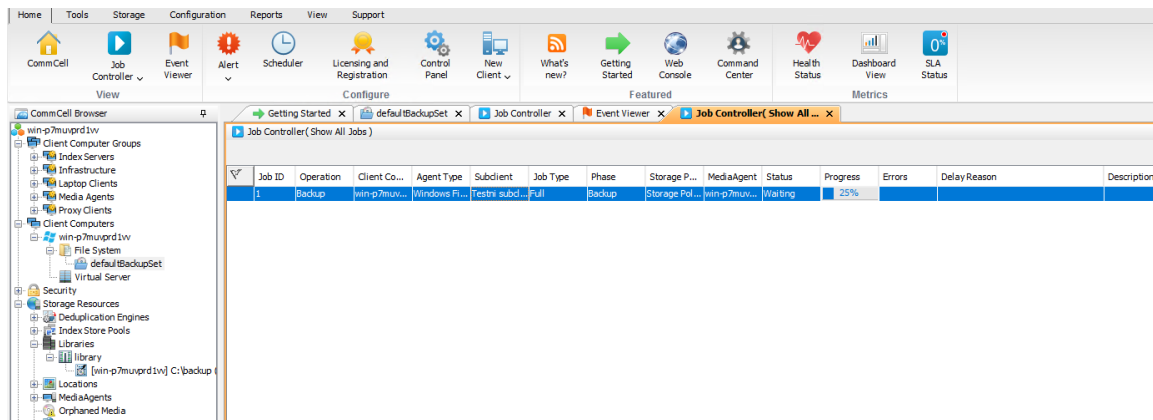 Home Tools Storage Configuration Reports View Support
CommCell Job Controller Event Viewer Alert Scheduler Licensing and Registration Control Panel New Client What's new? Getting Started Web Console Command Center Health Status Dashboard View 0% SLA Status
View Configure Featured Metrics
CommCell Browser
Getting Started defaultBackupSet Job Controller Event Viewer Job Controller( Show All ...
win-p7muvprd1vv
Job Controller( Show All Jobs )
Client Computer Groups
Index Servers
Infrastructure
Laptop Clients
Media Agents
Proxy Clients
Client Computers
win-p7muvprd1vv
File System
defaultBackupSet
Virtual Server
Security
Storage Resources
Deduplication Engines
Index Store Pools
Libraries
library
[win-p7muvprd1vv] C:\backup (
Locations
MediaAgents
Orphaned Media
Job ID Operation Client Co... Agent Type Subclient Job Type Phase Storage P... MediaAgent Status Progress Errors Delay Reason Description
1 Backup win-p7muv... Windows Fi... Testni subcl... Full Backup Storage Pol... win-p7muv... Waiting 25%